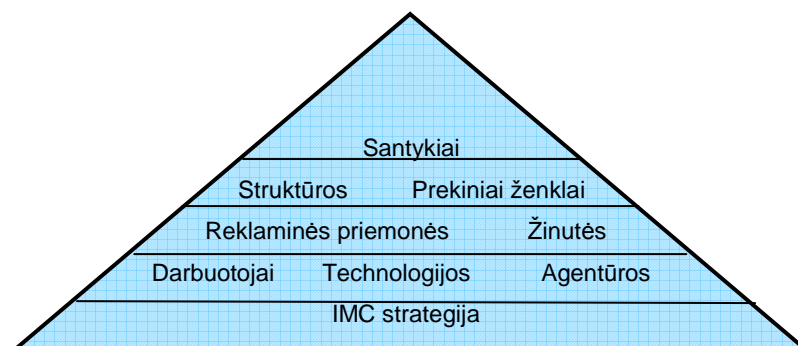 Santykiai
Struktūros Prekiniai ženklai
Reklaminės priemonės Žinutės
Darbuotojai Technologijos Agentūros
IMC strategija